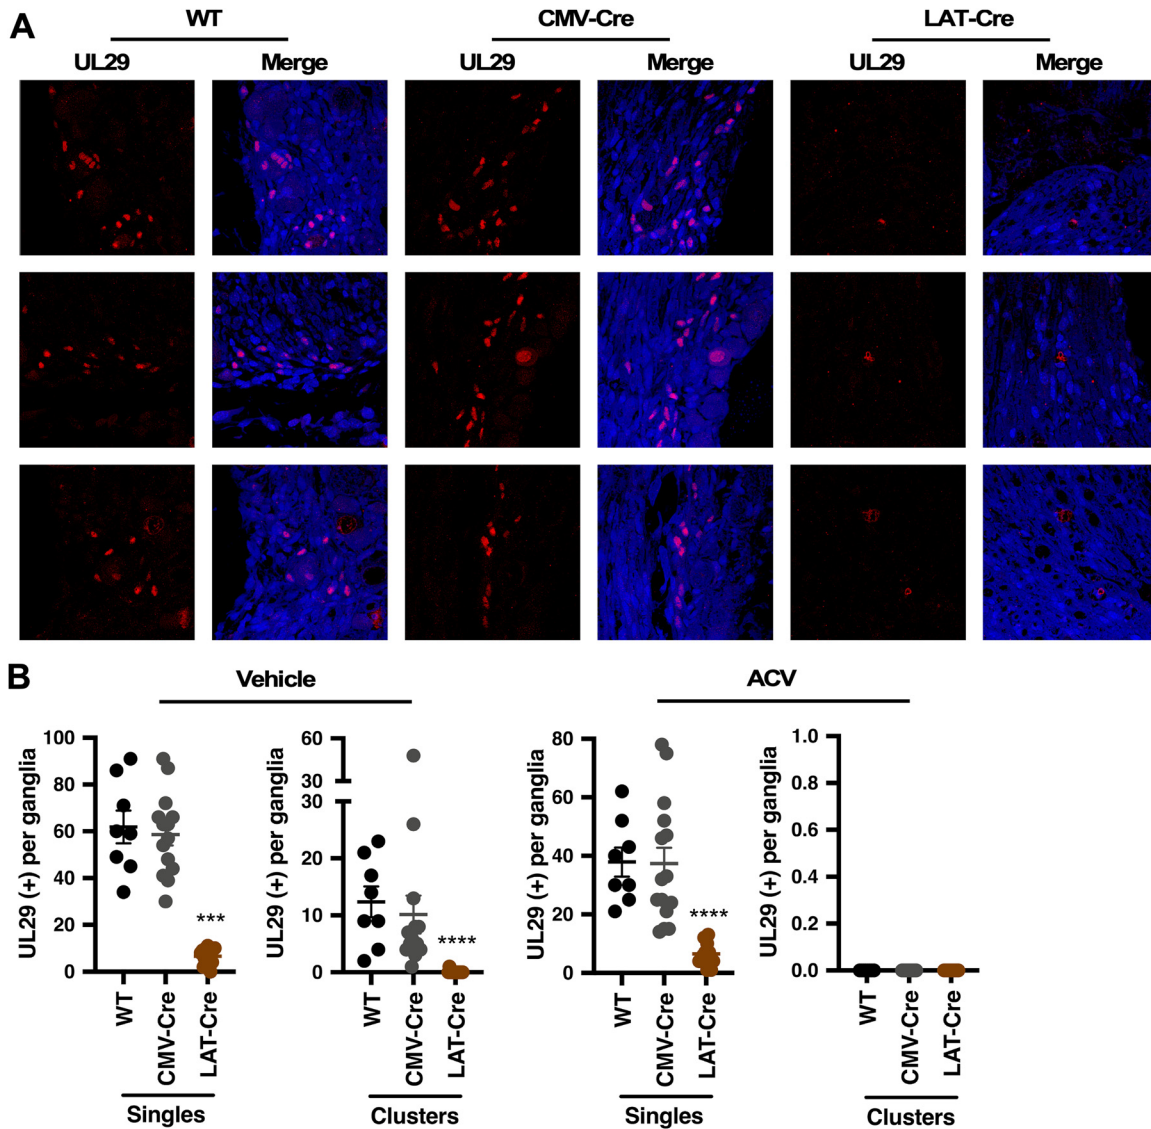 A
WT
CMV-Cre
LAT-Cre
UL29
Merge
UL29
Merge
UL29
Merge
B
Vehicle
ACV
UL29 (+) per ganglia
100
80
60
40
20
0
***
WT
CMV-Cre
LAT-Cre
Singles
UL29 (+) per ganglia
60
30
30
20
10
0
****
WT
CMV-Cre
LAT-Cre
Clusters
UL29 (+) per ganglia
80
60
40
20
0
****
WT
CMV-Cre
LAT-Cre
Singles
UL29 (+) per ganglia
1.0
0.8
0.6
0.4
0.2
0.0
WT
CMV-Cre
LAT-Cre
Clusters